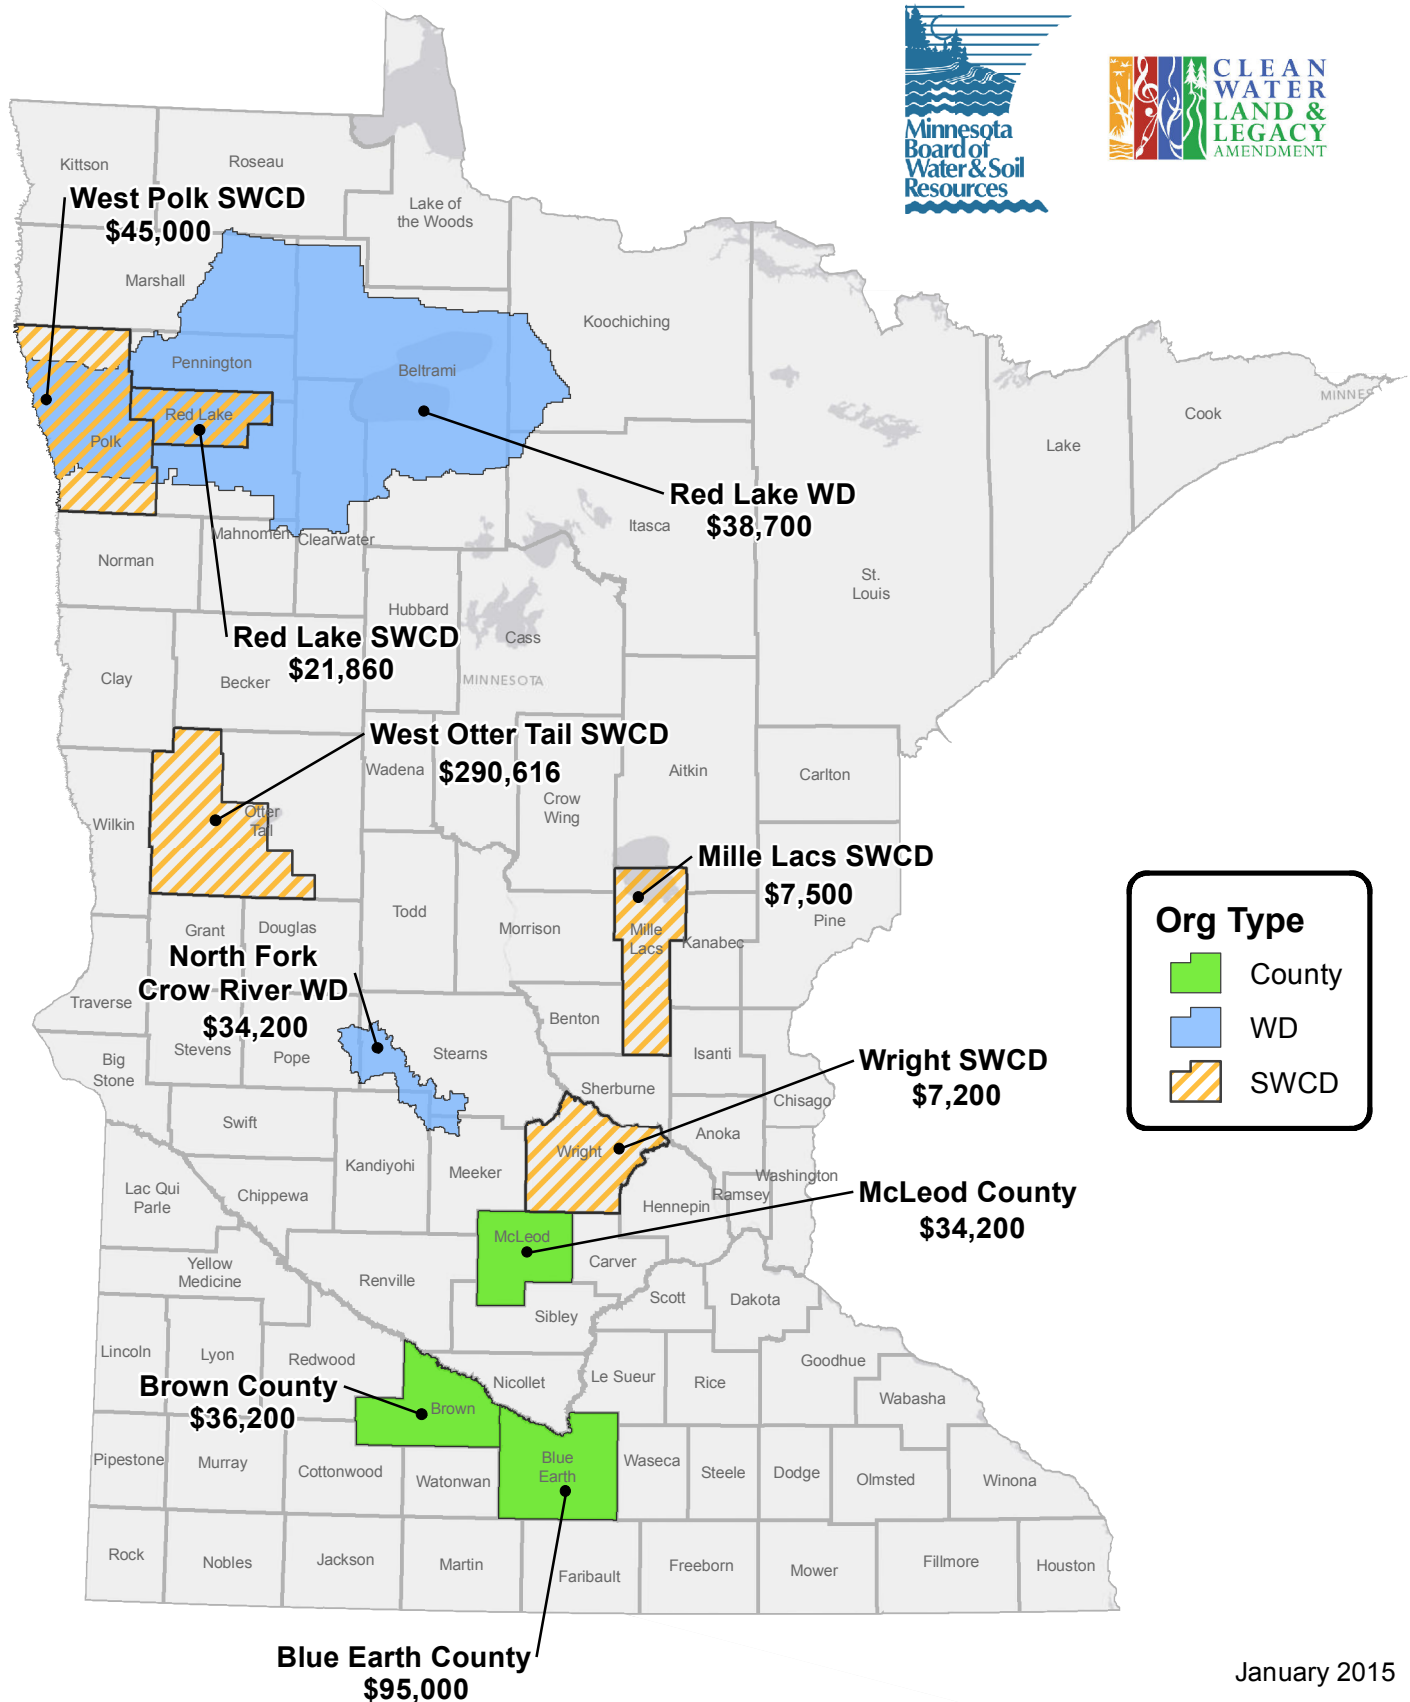 Minnesota
Board of
Water & Soil
Resources
CLEAN
WATER
LAND &
LEGACY
AMENDMENT
Kittson
Roseau
Lake of
the Woods
West Polk SWCD
$45,000
Marshall
Koochiching
Pennington
Beltrami
Red Lake
Polk
Cook
Lake
Red Lake WD
$38,700
Itasca
St.
Louis
Norman
Mahnomen
Clearwater
Hubbard
Cass
Red Lake SWCD
$21,860
Clay
Becker
MINNESOTA
West Otter Tail SWCD
$290,616
Wadena
Aitkin
Carlton
Crow
Wing
Otter
Tail
Wilkin
Mille Lacs SWCD
$7,500
Pine
Todd
Morrison
Mille
Lacs
Kanabec
Grant
Douglas
North Fork
Crow River WD
$34,200
Traverse
Benton
Stevens
Pope
Stearns
Isanti
Big
Stone
Wright SWCD
$7,200
Sherburne
Chisago
Swift
Anoka
Wright
Kandiyohi
Meeker
Washington
Lac Qui
Parle
Chippewa
Hennepin
Ramsey
McLeod County
$34,200
McLeod
Carver
Yellow
Medicine
Renville
Scott
Dakota
Sibley
Lincoln
Lyon
Redwood
Nicollet
Le Sueur
Rice
Goodhue
Wabasha
Brown County
$36,200
Brown
Pipestone
Murray
Cottonwood
Watonwan
Blue
Earth
Waseca
Steele
Dodge
Olmsted
Winona
Rock
Nobles
Jackson
Martin
Faribault
Freeborn
Mower
Fillmore
Houston
Blue Earth County
$95,000
Org Type
County
WD
SWCD
January 2015